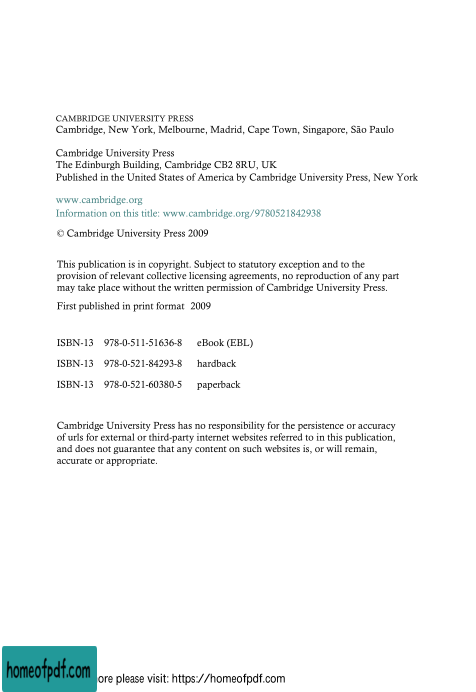 CAMBRIDGE UNIVERSITY PRESS
Cambridge, New York, Melbourne, Madrid, Cape Town, Singapore, São Paulo
Cambridge University Press
The Edinburgh Building, Cambridge CB2 8RU, UK
Published in the United States of America by Cambridge University Press, New York
www.cambridge.org
Information on this title: www.cambridge.org/9780521842938
© Cambridge University Press 2009
This publication is in copyright. Subject to statutory exception and to the
provision of relevant collective licensing agreements, no reproduction of any part
may take place without the written permission of Cambridge University Press.
First published in print format 2009
ISBN-13 978-0-511-51636-8 eBook (EBL)
ISBN-13 978-0-521-84293-8 hardback
ISBN-13 978-0-521-60380-5 paperback
Cambridge University Press has no responsibility for the persistence or accuracy
of urls for external or third-party internet websites referred to in this publication,
and does not guarantee that any content on such websites is, or will remain,
accurate or appropriate.
homeofpdf.com ore please visit: https://homeofpdf.com